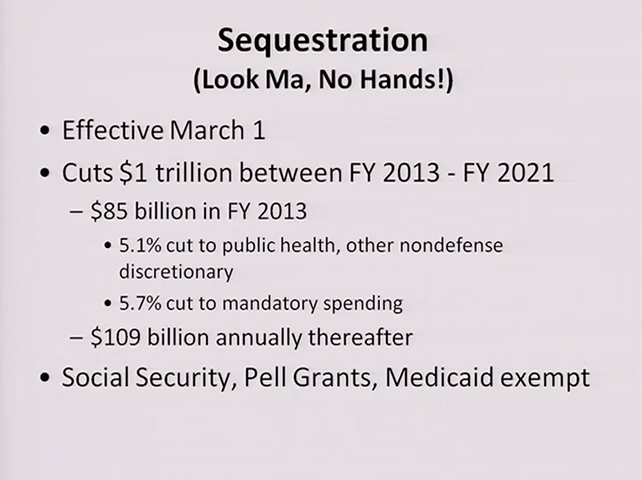 Sequestration
(Look Ma, No Hands!)
• Effective March 1
• Cuts $1 trillion between FY 2013 - FY 2021
– $85 billion in FY 2013
• 5.1% cut to public health, other nondefense
discretionary
• 5.7% cut to mandatory spending
– $109 billion annually thereafter
• Social Security, Pell Grants, Medicaid exempt